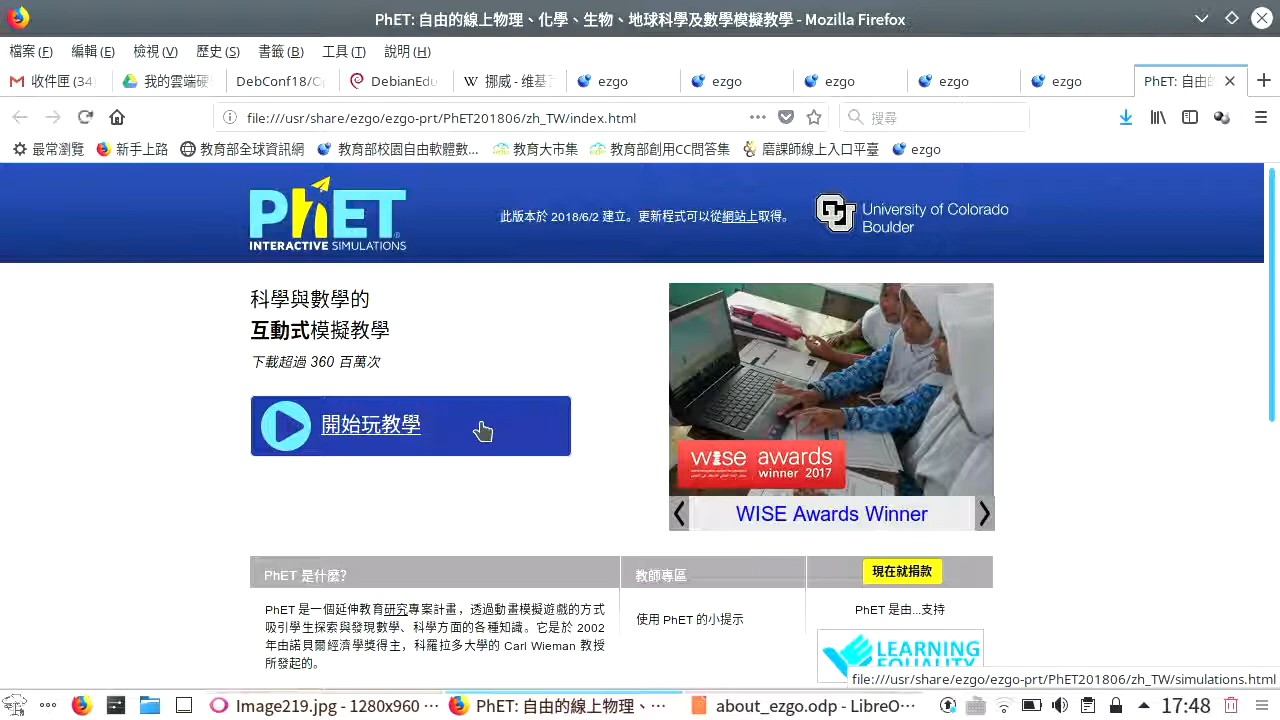 PhET: 自由的線上物理、化學、生物、地球科學及數學模擬教學 - Mozilla Firefox
檔案 (F) 編輯 (E) 檢視 (V) 歷史 (S) 書籤 (B) 工具 (T) 說明 (H)
收件匣 (34 我的雲端硬 DebConf18/C DebianEdu 挪威 - 維基 ezgo ezgo ezgo ezgo ezgo PhET: 自由的
file:///usr/share/ezgo/ezgo-prt/PhET201806/zh_TW/index.html 搜尋
最常瀏覽 新手上路 教育部全球資訊網 教育部校園自由軟體數... 教育大市集 教育部創用CC問答集 磨課師線上入口平臺 ezgo
PhET INTERACTIVE SIMULATIONS
此版本於 2018/6/2 建立。更新程式可以從網站上取得。
University of Colorado
Boulder
科學與數學的
互動式模擬教學
下載超過 360 百萬次
開始玩教學
wise awards
winner 2017
WISE Awards Winner
PhET 是什麼? 教師專區 現在就捐款
PhET 是一個延伸教育研究專案計畫，透過動畫模擬遊戲的方式
吸引學生探索與發現數學、科學方面的各種知識。它是於 2002
年由諾貝爾經濟學獎得主，科羅拉多大學的 Carl Wieman 教授
所發起的。
使用 PhET 的小提示
PhET 是由...支持
LEARNING
EQUALITY
file:///usr/share/ezgo/ezgo-prt/PhET201806/zh_TW/simulations.html
Image219.jpg - 1280x960 ··· PhET: 自由的線上物理、··· about_ezgo.odp - LibreO··· 17:48